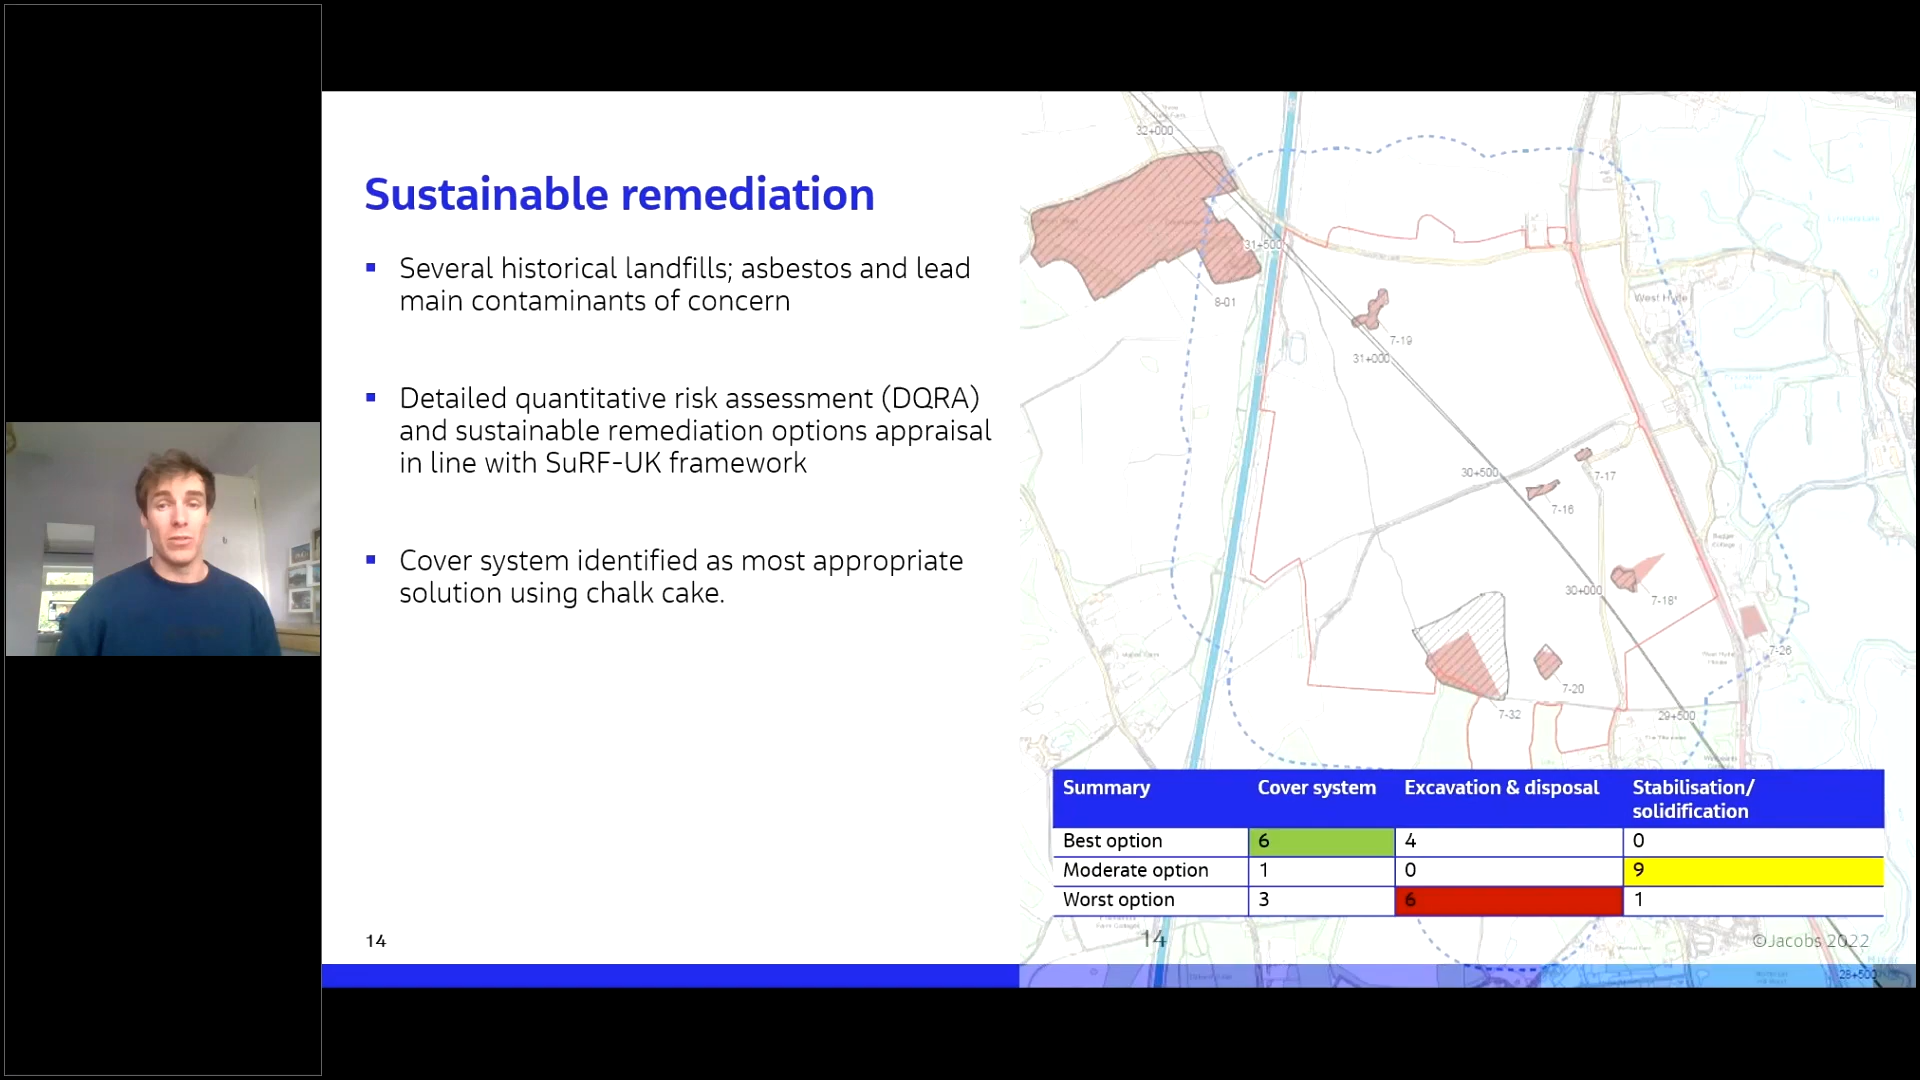 Sustainable remediation
Several historical landfills; asbestos and lead
main contaminants of concern
Detailed quantitative risk assessment (DQRA)
and sustainable remediation options appraisal
in line with SuRF-UK framework
Cover system identified as most appropriate
solution using chalk cake.
14
32+000
31+500
8-01
7-19
31+000
West Hyde
30+500
7-17
7-16
30+000
7-18*
7-26
7-20
7-32
29+500
Summary Cover system Excavation & disposal Stabilisation/
solidification
Best option 6 4 0
Moderate option 1 0 9
Worst option 3 6 1
14
©Jacobs 2022
28+500